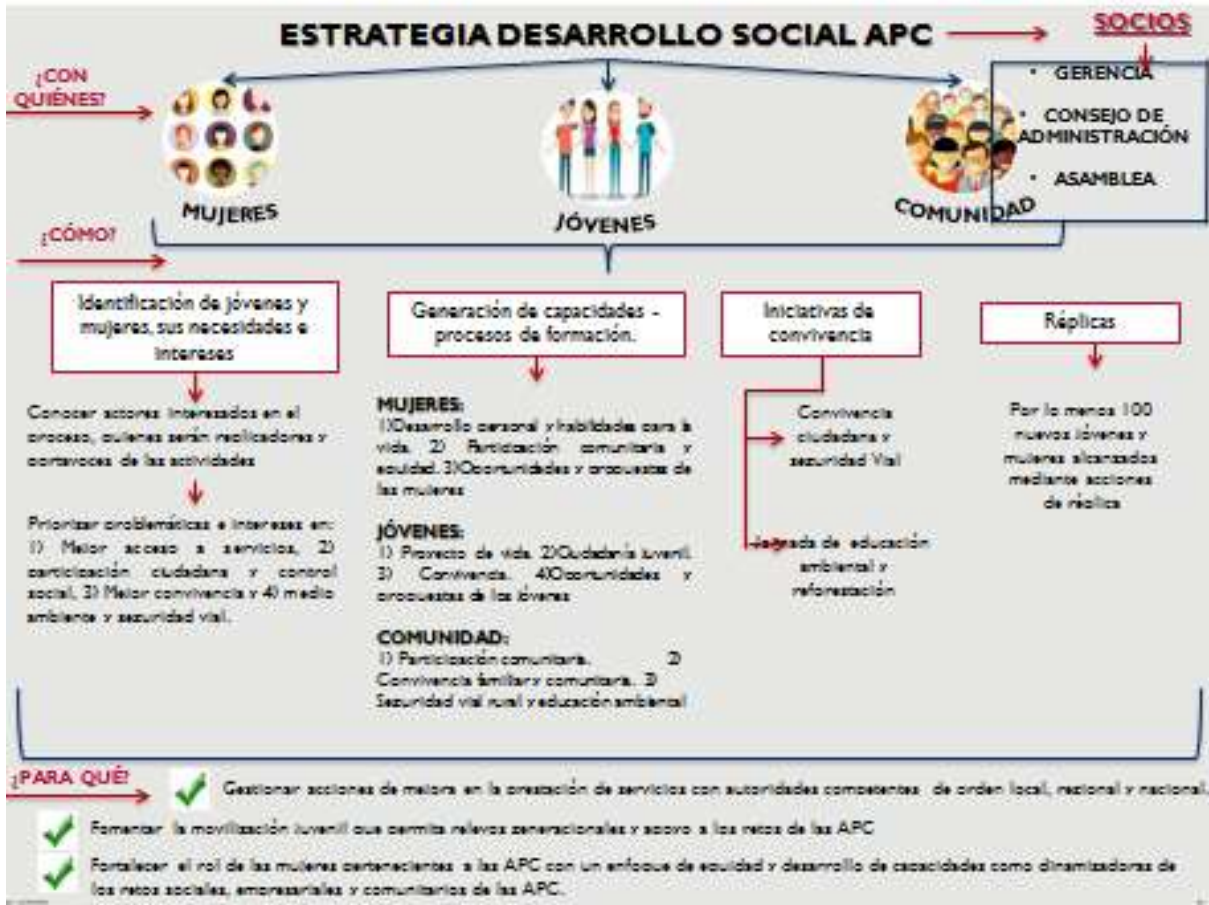 ESTRATEGIA DESARROLLO SOCIAL APC
SOCIOS
¿CON
QUIÉNES?
• GERENCIA
• CONSEJO DE
ADMINISTRACIÓN
• ASAMBLEA
MUJERES
JÓVENES
COMUNIDAD
¿CÓMO?
Identificación de jóvenes y
mujeres, sus necesidades e
intereses
Conocer actores interesados en el
proceso, quienes serán replicadores y
portavoces de las actividades
Priorizar problemáticas e intereses en:
1) Mejor acceso a servicios, 2)
participación ciudadana y control
social, 3) Mejor convivencia y 4) medio
ambiente y seguridad vial.
Generación de capacidades -
procesos de formación.
MUJERES:
1)Desarrollo personal y habilidades para la
vida. 2) Participación comunitaria y
equidad. 3)Oportunidades y propuestas de
las mujeres
JÓVENES:
1) Proyecto de vida. 2)Ciudadanía juvenil.
3) Convivencia. 4)Oportunidades y
propuestas de los jóvenes
COMUNIDAD:
1) Participación comunitaria. 2)
Convivencia familiar y comunitaria. 3)
Seguridad vial rural y educación ambiental
Iniciativas de
convivencia
Convivencia
ciudadana y
seguridad Vial
Jornada de educación
ambiental y
reforestación
Réplicas
Por lo menos 100
nuevos jóvenes y
mujeres alcanzados
mediante acciones
de réplica
¿PARA QUÉ?
Gestionar acciones de mejora en la prestación de servicios con autoridades competentes de orden local, regional y nacional.
Fomentar la movilización juvenil que permita relevos generacionales y apoyo a los retos de las APC
Fortalecer el rol de las mujeres pertenecientes a las APC con un enfoque de equidad y desarrollo de capacidades como dinamizadoras de
los retos sociales, empresariales y comunitarios de las APC.